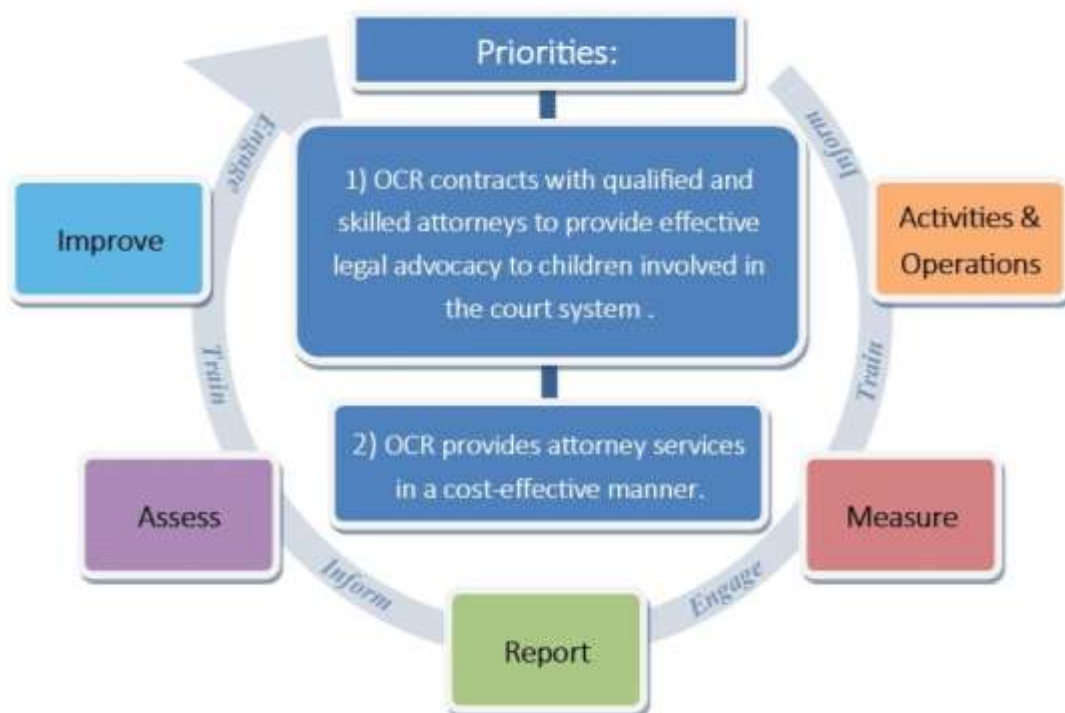 Priorities:
1) OCR contracts with qualified and
skilled attorneys to provide effective
legal advocacy to children involved in
the court system .
2) OCR provides attorney services
in a cost-effective manner.
Inform
Activities &
Operations
Train
Measure
Engage
Report
Inform
Assess
Train
Improve
Engage